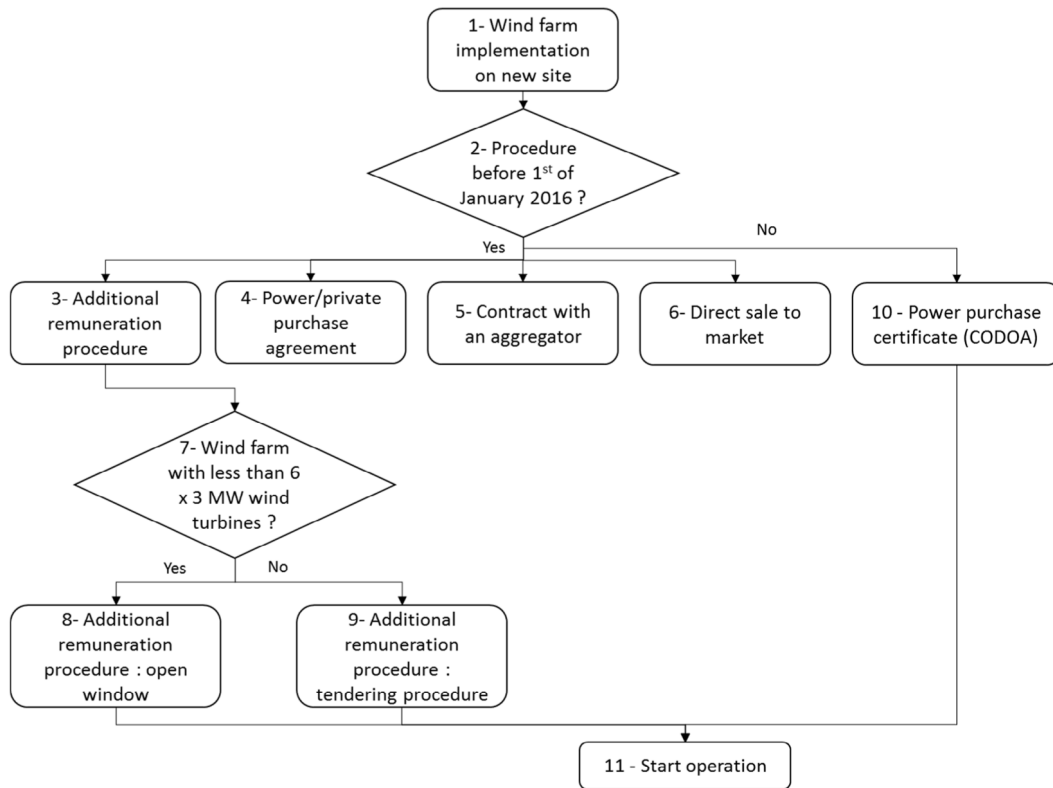 1- Wind farm
implementation
on new site
2- Procedure
before 1st of
January 2016 ?
Yes
No
3- Additional
remuneration
procedure
4- Power/private
purchase
agreement
5- Contract with
an aggregator
6- Direct sale to
market
10 - Power purchase
certificate (CODOA)
7- Wind farm
with less than 6
x 3 MW wind
turbines ?
Yes
No
8- Additional
remuneration
procedure : open
window
9- Additional
remuneration
procedure :
tendering procedure
11 - Start operation